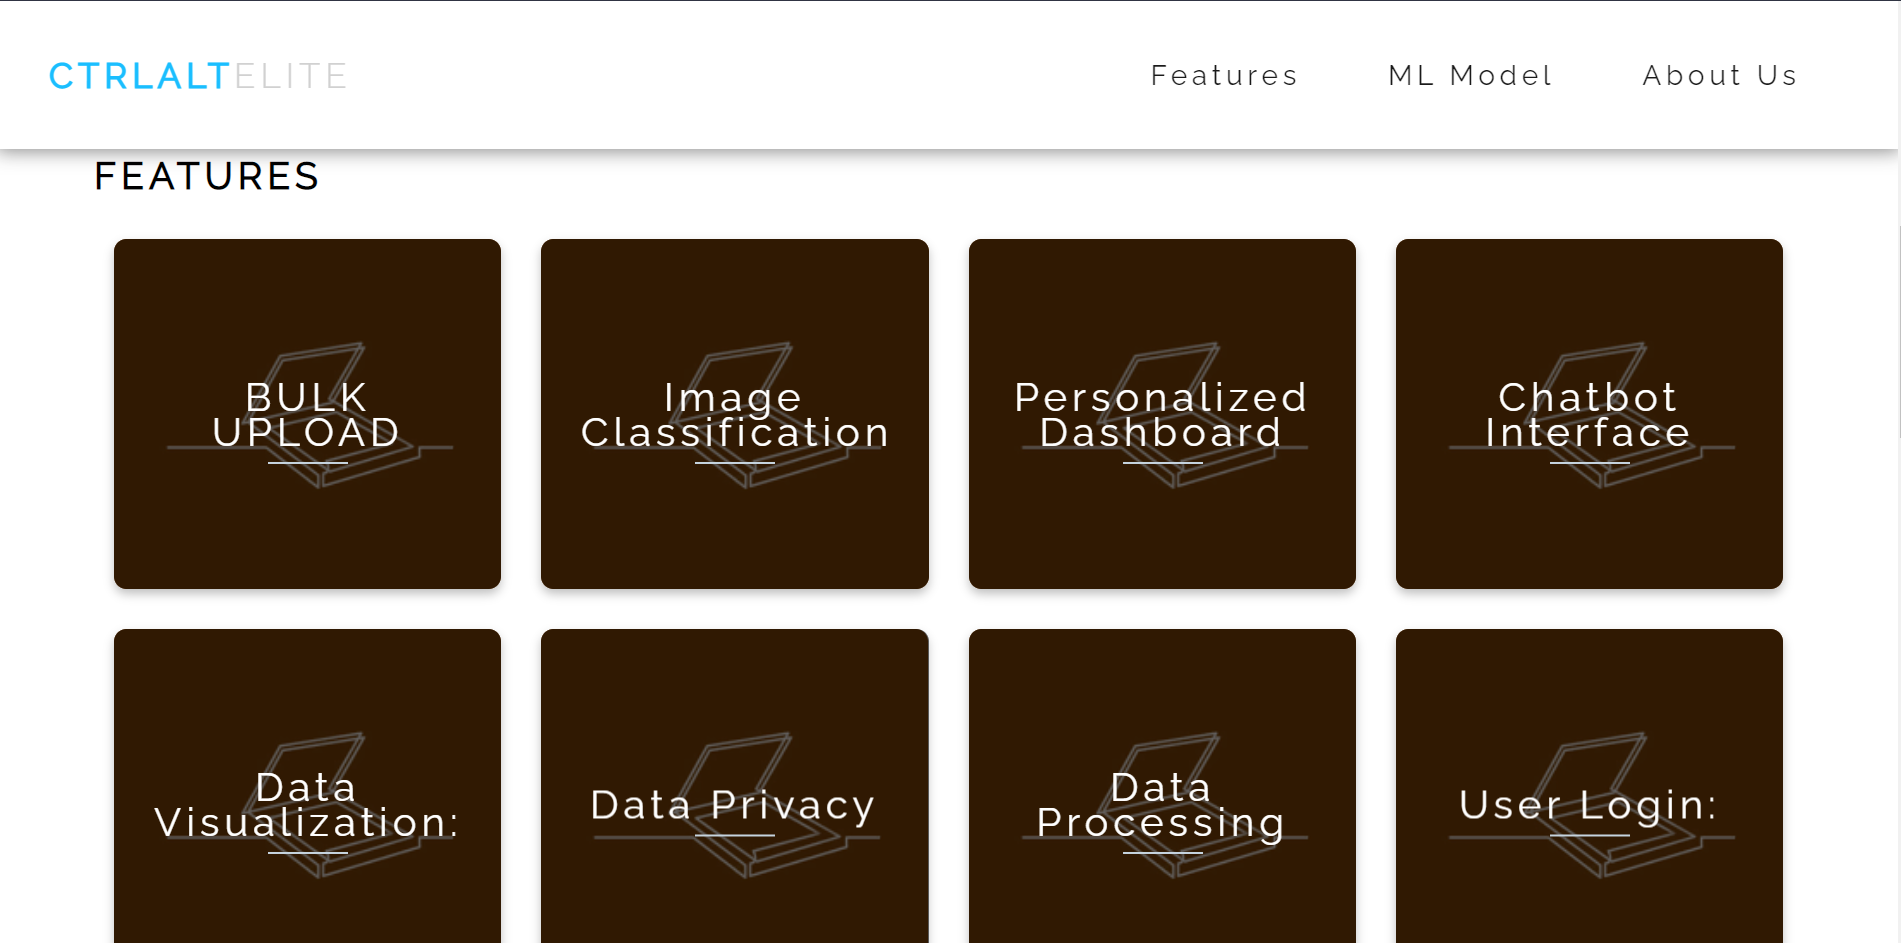 CTRLALTELITE
Features
ML Model
About Us
FEATURES
BULK
UPLOAD
Image
Classification
Personalized
Dashboard
Chatbot
Interface
Data
Visualization:
Data Privacy
Data
Processing
User Login: